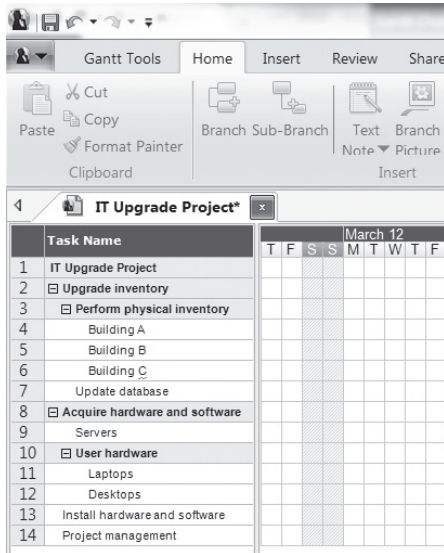 Gantt Tools Home Insert Review Share
Cut
Copy
Format Painter
Paste
Branch Sub-Branch
Text Note
Branch Picture
Clipboard
Insert
IT Upgrade Project*
Task Name
March 12
T F S S M T W T F
1 IT Upgrade Project
2 Upgrade inventory
3 Perform physical inventory
4 Building A
5 Building B
6 Building C
7 Update database
8 Acquire hardware and software
9 Servers
10 User hardware
11 Laptops
12 Desktops
13 Install hardware and software
14 Project management